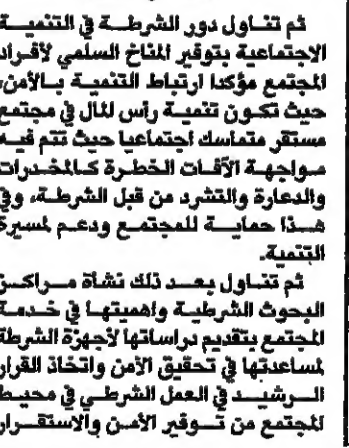 ثم تناول دور الشرطة في التنمية
الاجتماعية بتوفير المناخ السلمي لأفراد
المجتمع مؤكدا ارتباط التنمية بالأمن،
حيث تكون تنمية رأس المال في مجتمع
مستقر متماسك اجتماعيا حيث تتم فيه
مواجهة الآفات الخطرة كالمخدرات
والدعارة والتشرد من قبل الشرطة، وفي
هذا حماية للمجتمع ودعم لمسيرة
التنمية.
ثم تناول بعد ذلك نشأة مراكز
البحوث الشرطية وأهميتها في خدمة
المجتمع بتقديم دراساتها لأجهزة الشرطة
لمساعدتها في تحقيق الأمن واتخاذ القرار
الرشيد في العمل الشرطي في محيط
المجتمع من توفير الأمن والاستقرار